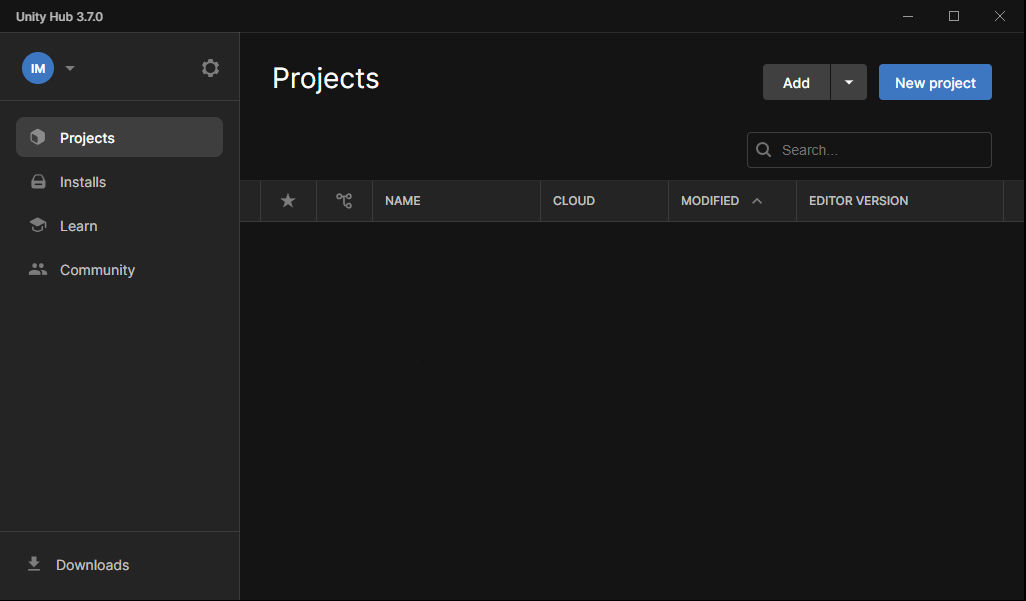 Unity Hub 3.7.0
IM
Projects
Installs
Learn
Community
Downloads
Projects
Add
New project
Search...
NAME CLOUD MODIFIED EDITOR VERSION